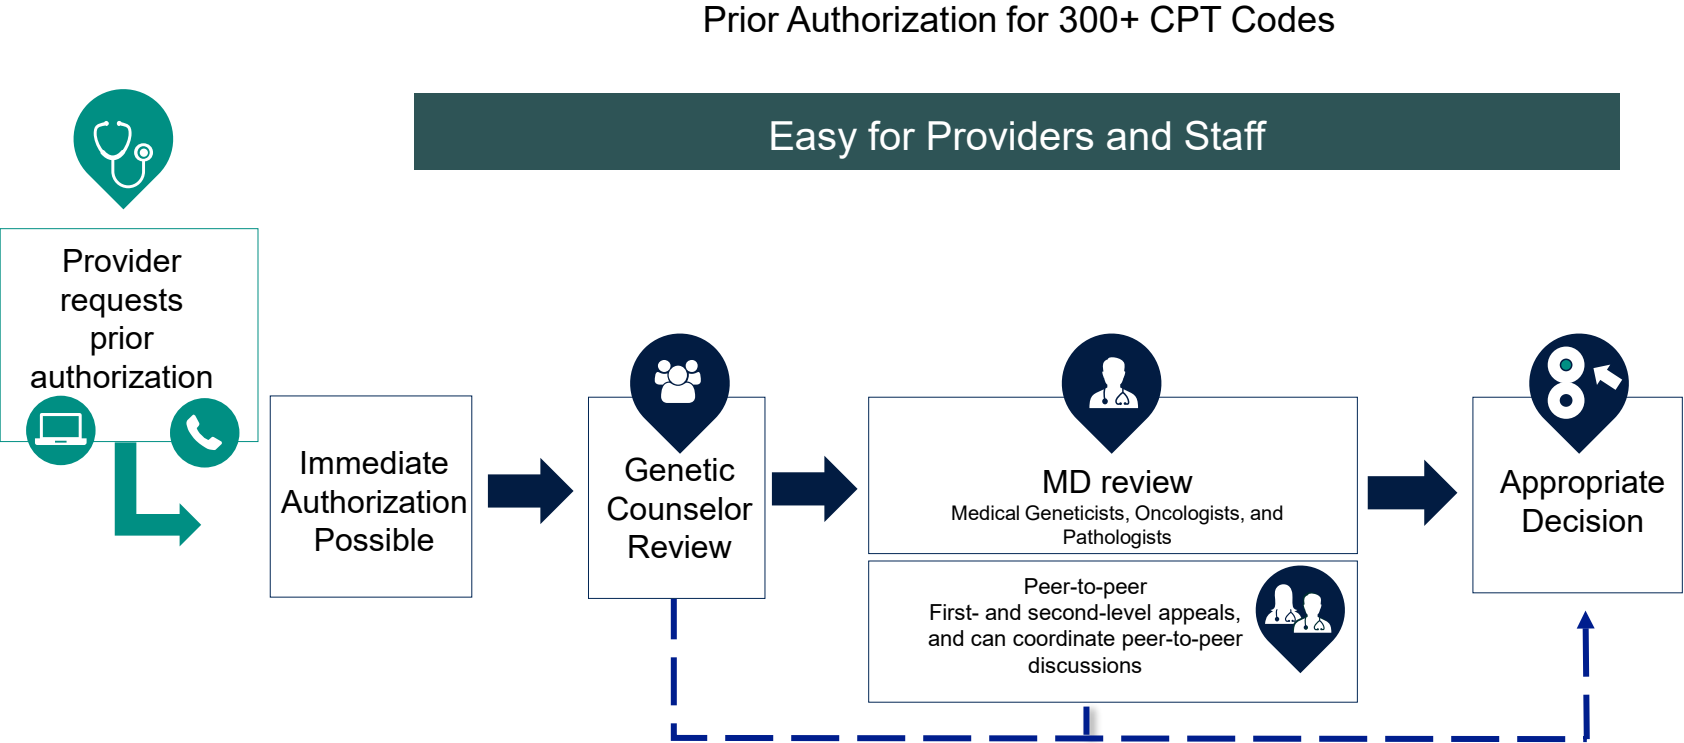 Prior Authorization for 300+ CPT Codes
Easy for Providers and Staff
Provider
requests
prior
authorization
Immediate
Authorization
Possible
Genetic
Counselor
Review
MD review
Medical Geneticists, Oncologists, and
Pathologists
Peer-to-peer
First- and second-level appeals,
and can coordinate peer-to-peer
discussions
Appropriate
Decision